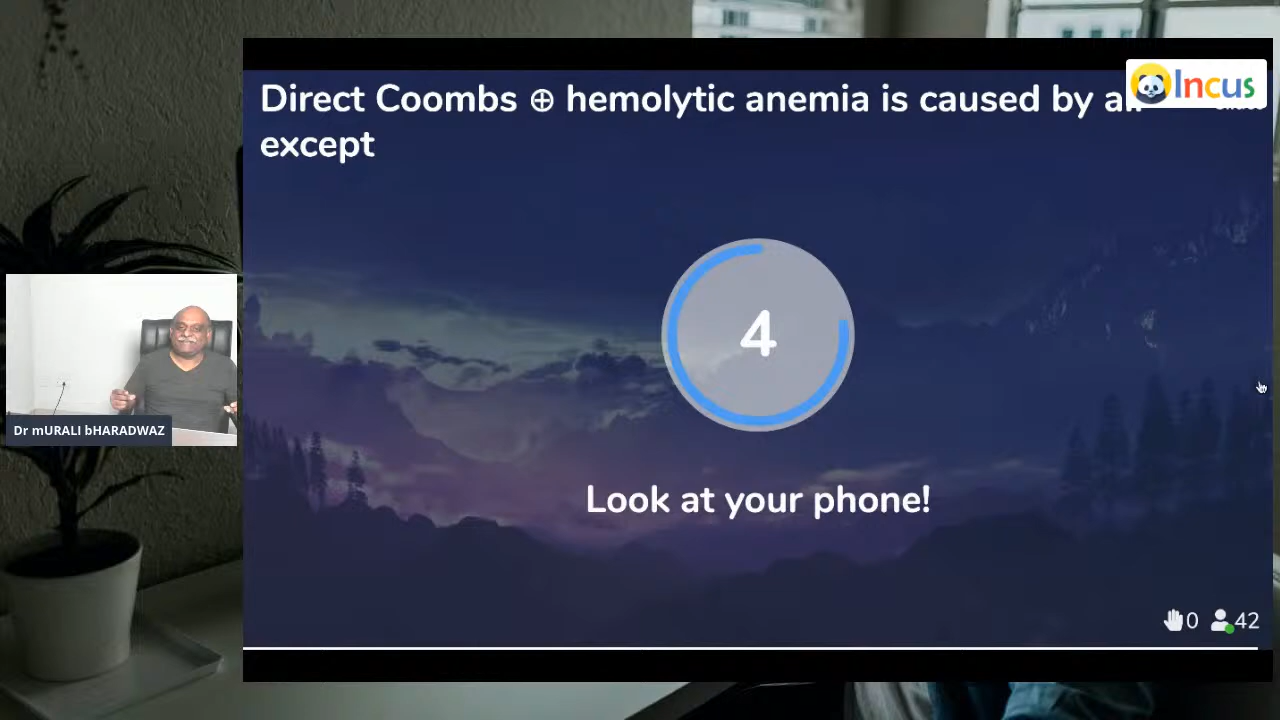 Direct Coombs ⊕ hemolytic anemia is caused by
except
Incus
4
Look at your phone!
Dr mURALI bHARADWAZ
0 42